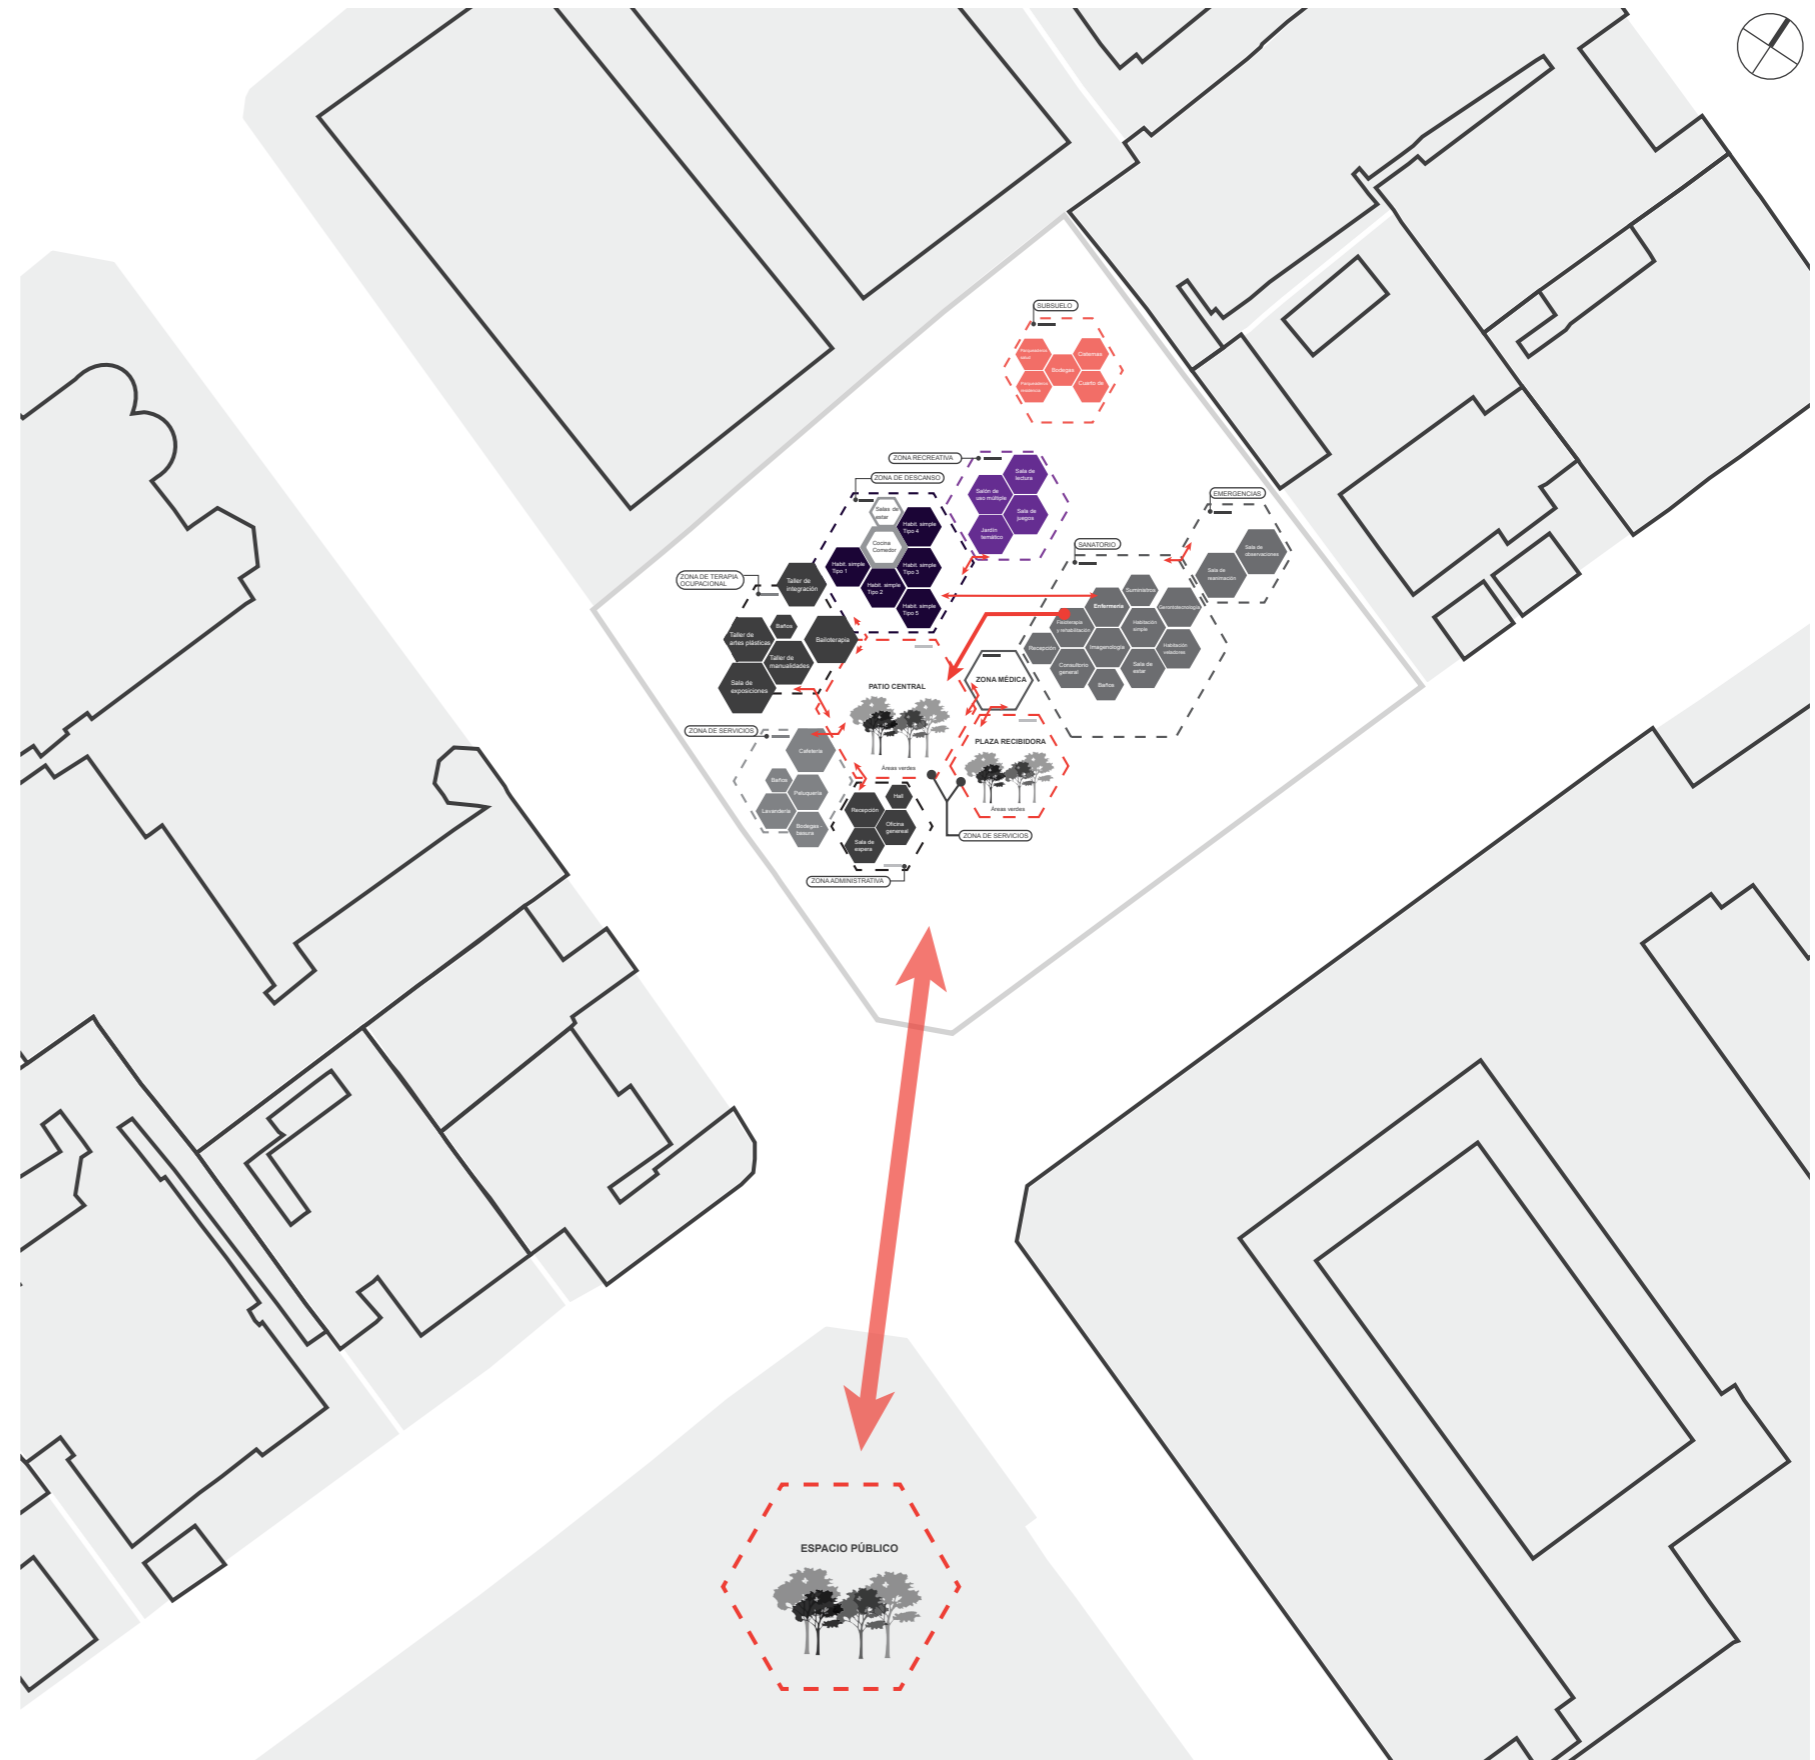 SUBSUELO
Parqueaderos
salud
Cisternas
Bodegas
Parqueaderos
residencia
Cuarto de
ZONA RECREATIVA
Sala de
lectura
Salón de
uso múltiple
Sala de
juegos
Jardín
temático
ZONA DE DESCANSO
Salas de
estar
Habit. simple
Tipo 4
Cocina
Comedor
Habit. simple
Tipo 1
Habit. simple
Tipo 3
Habit. simple
Tipo 2
Habit. simple
Tipo 5
EMERGENCIAS
Sala de
observaciones
Sala de
reanimación
SANATORIO
Suministros
Enfermería
Gerontotecnología
Fisioterapia
y rehabilitación
Habitación
simple
Recepción
Imagenología
Habitación
veladores
Consultorio
general
Sala de
estar
Baños
ZONA DE TERAPIA
OCUPACIONAL
Taller de
integración
Baños
Taller de
artes plásticas
Bailoterapia
Taller de
manualidades
Sala de
exposiciones
PATIO CENTRAL
Áreas verdes
ZONA MÉDICA
PLAZA RECIBIDORA
Áreas verdes
ZONA DE SERVICIOS
Cafetería
Baños
Peluquería
Lavandería
Bodegas -
basura
Hall
Recepción
Oficina
genereal
Sala de
espera
ZONA DE SERVICIOS
ZONA ADMINISTRATIVA
ESPACIO PÚBLICO